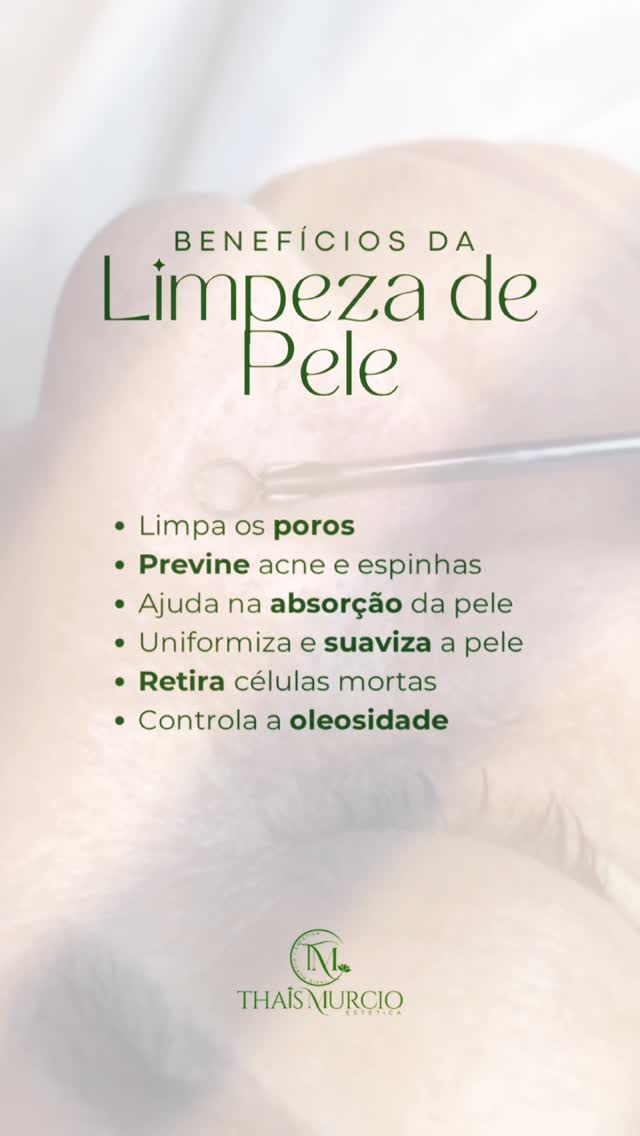 BENEFÍCIOS DA
Limpeza de
Pele
• Limpa os poros
• Previne acne e espinhas
• Ajuda na absorção da pele
• Uniformiza e suaviza a pele
• Retira células mortas
• Controla a oleosidade
TM
THAÍS MURCIO
ESTÉTICA